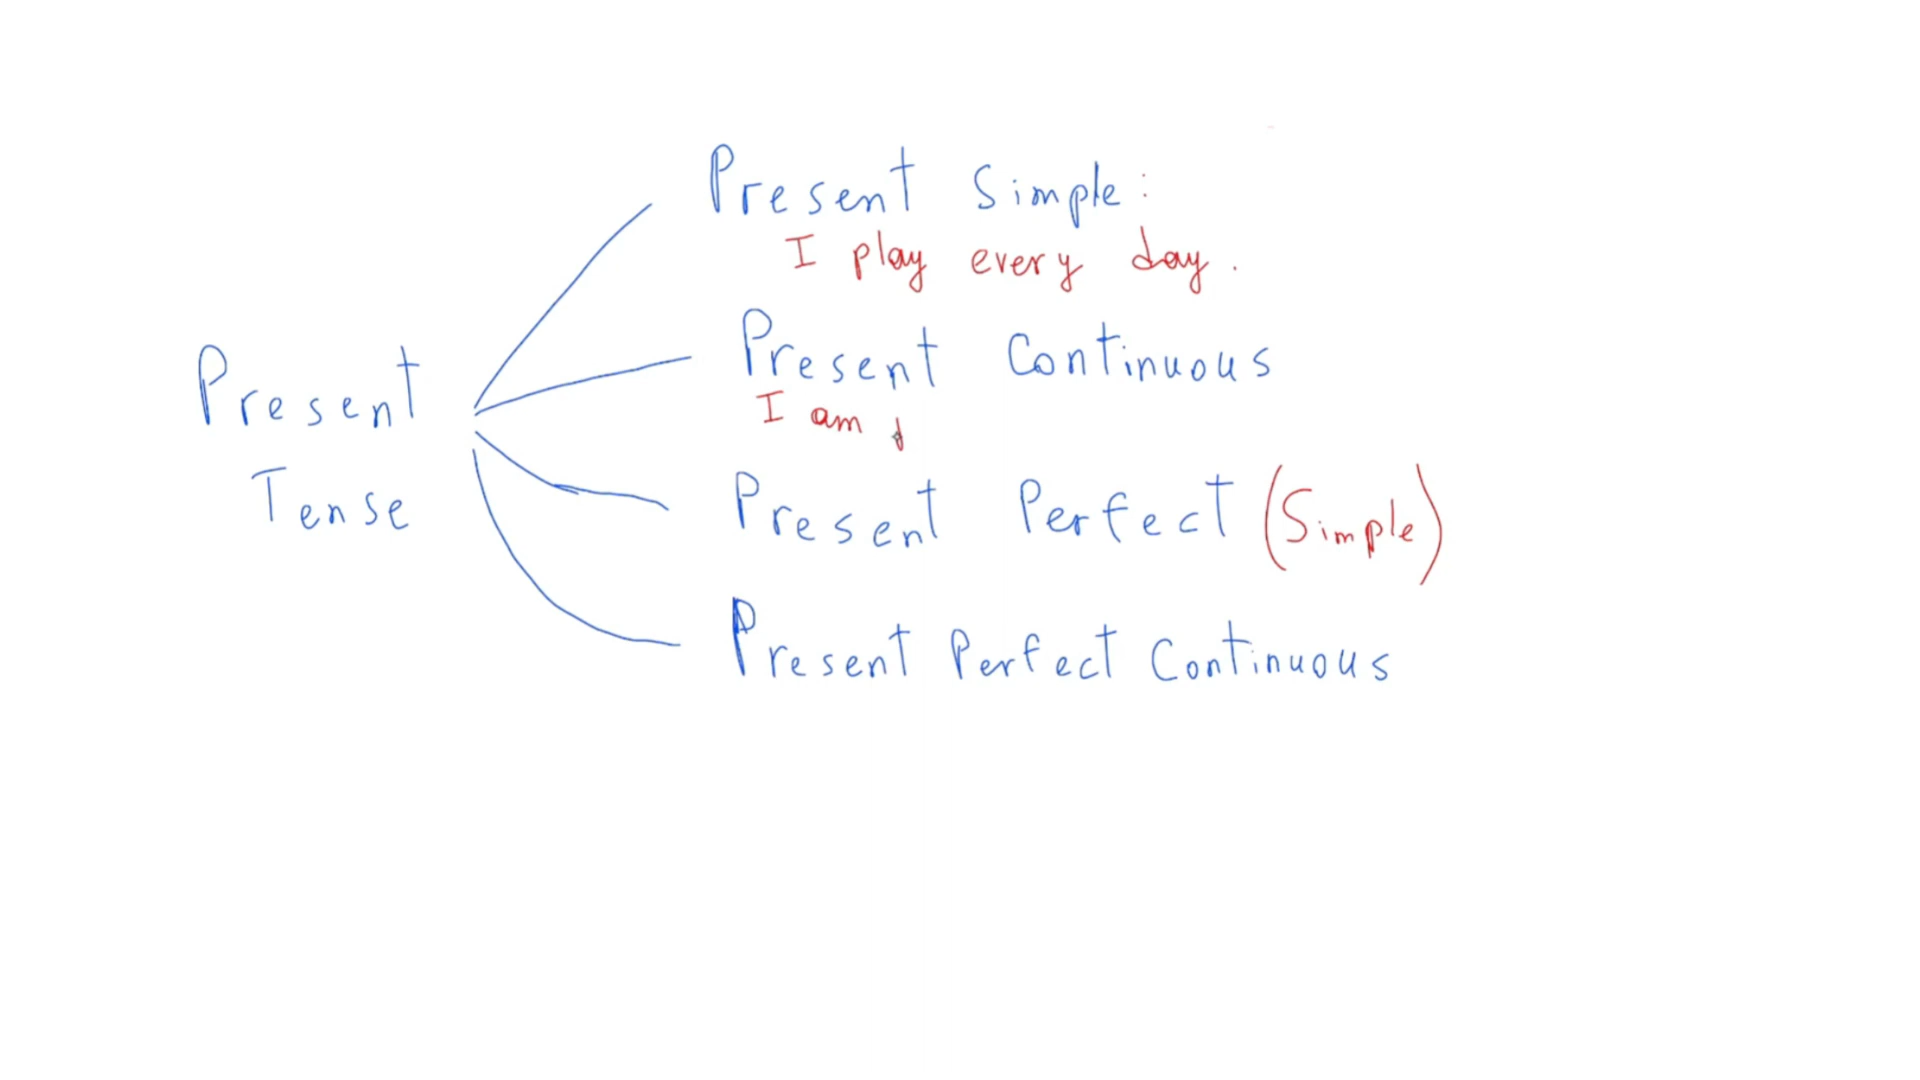 Present
Tense
Present Simple:
I play every day.
Present Continuous
I am
Present Perfect (Simple)
Present Perfect Continuous